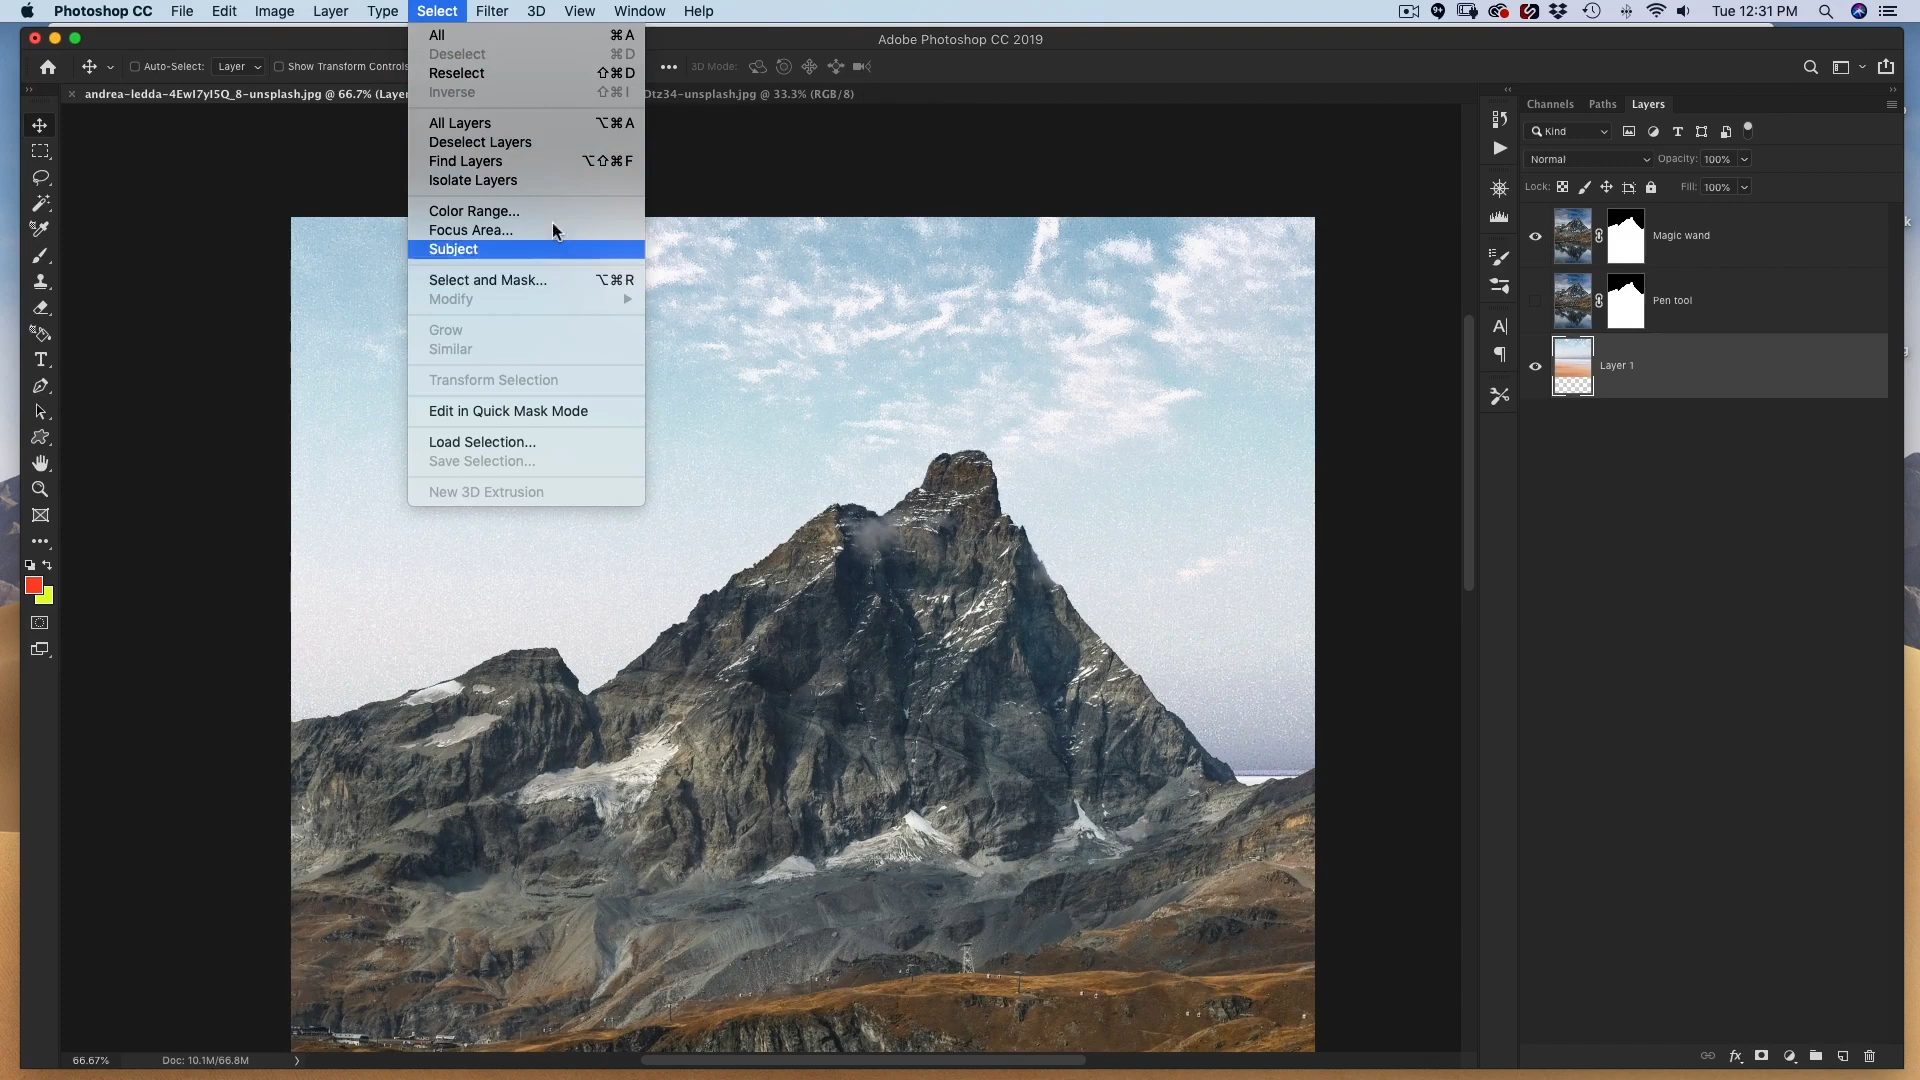 Photoshop CC File Edit Image Layer Type Select Filter 3D View Window Help Tue 12:31 PM
Adobe Photoshop CC 2019
Auto-Select: Layer Show Transform Controls 3D Mode:
andrea-ledda-4EwI7yI5Q_8-unsplash.jpg @ 66.7% (Layer
Otz34-unsplash.jpg @ 33.3% (RGB/8)
All ⌘A
Deselect ⌘D
Reselect ⇧⌘D
Inverse ⇧⌘I
All Layers ⌥⌘A
Deselect Layers
Find Layers ⌥⇧⌘F
Isolate Layers
Color Range...
Focus Area...
Subject
Select and Mask... ⌥⌘R
Modify
Grow
Similar
Transform Selection
Edit in Quick Mask Mode
Load Selection...
Save Selection...
New 3D Extrusion
Channels Paths Layers
Kind
Normal Opacity: 100%
Lock: Fill: 100%
Magic wand
Pen tool
Layer 1
66.67% Doc: 10.1M/66.8M